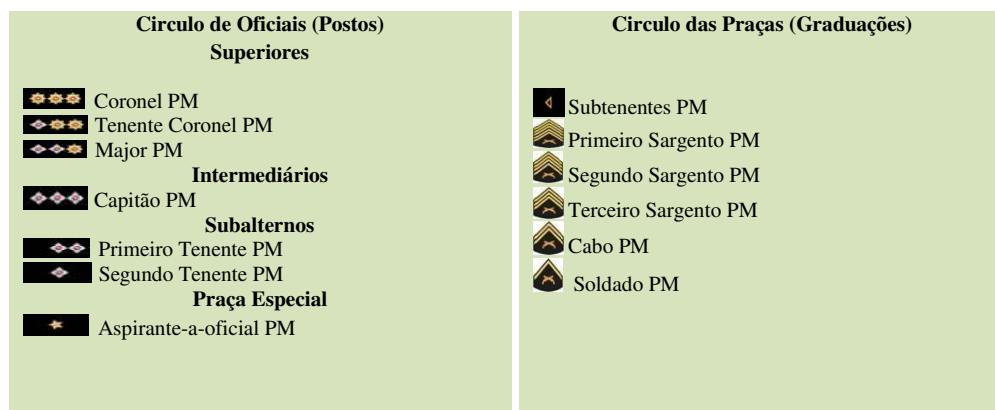 Circulo de Oficiais (Postos)
Superiores
Coronel PM
Tenente Coronel PM
Major PM
Intermediários
Capitão PM
Subalternos
Primeiro Tenente PM
Segundo Tenente PM
Praça Especial
Aspirante-a-oficial PM
Circulo das Praças (Graduações)
Subtenentes PM
Primeiro Sargento PM
Segundo Sargento PM
Terceiro Sargento PM
Cabo PM
Soldado PM